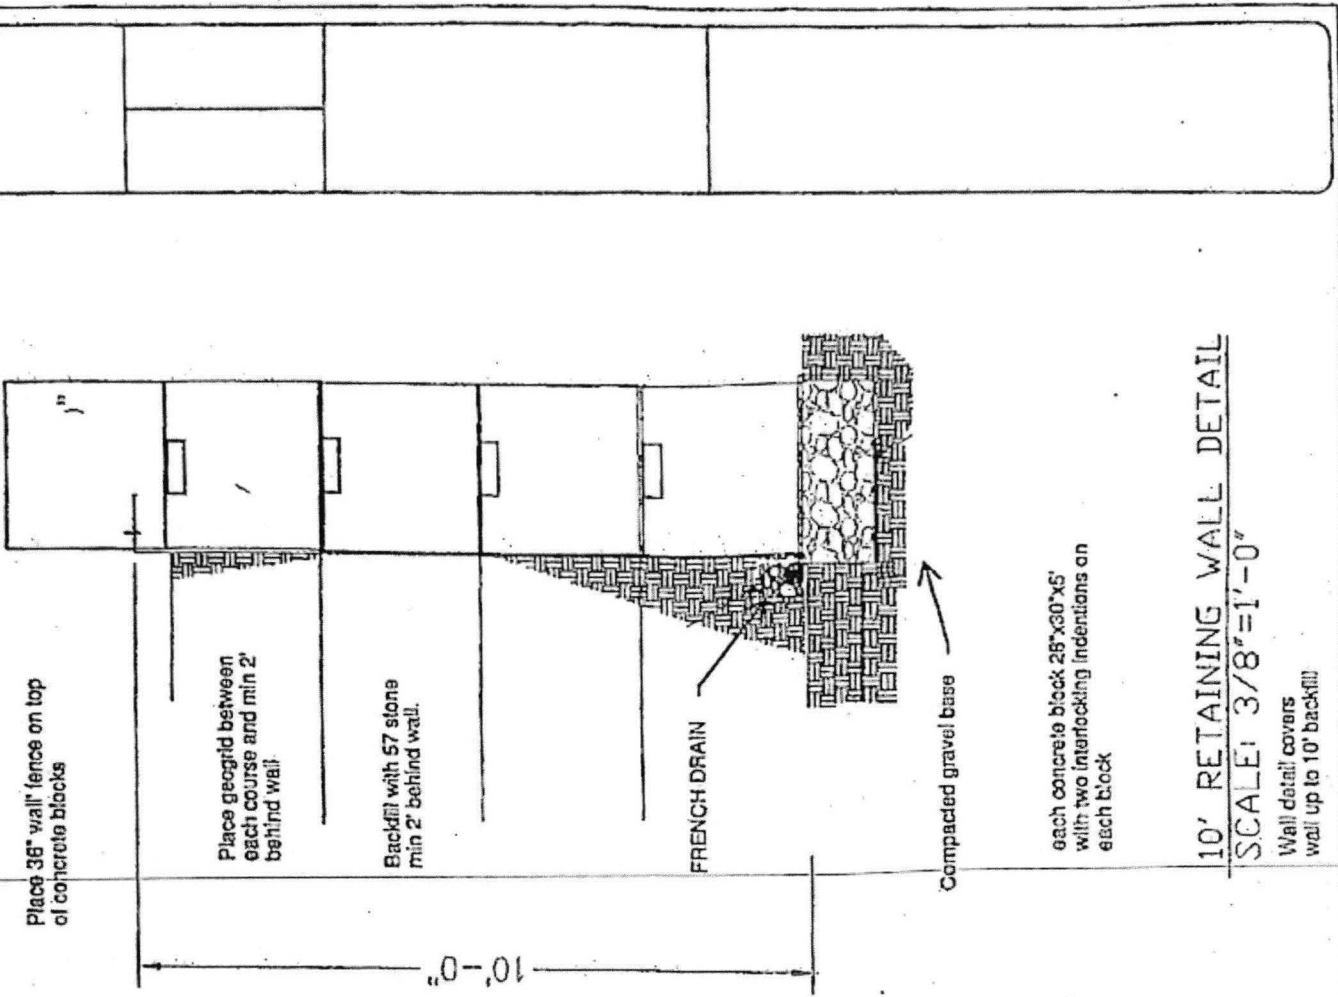 Place 36" wall fence on top
of concrete blocks
Place geogrid between
each course and min 2'
behind wall
Backfill with 57 stone
min 2' behind wall.
FRENCH DRAIN
Compacted gravel base
10'-0"
each concrete block 28"x30"x5'
with two interlocking indentions on
each block
10' RETAINING WALL DETAIL
SCALE: 3/8"=1'-0"
Wall detail covers
wall up to 10' backfill